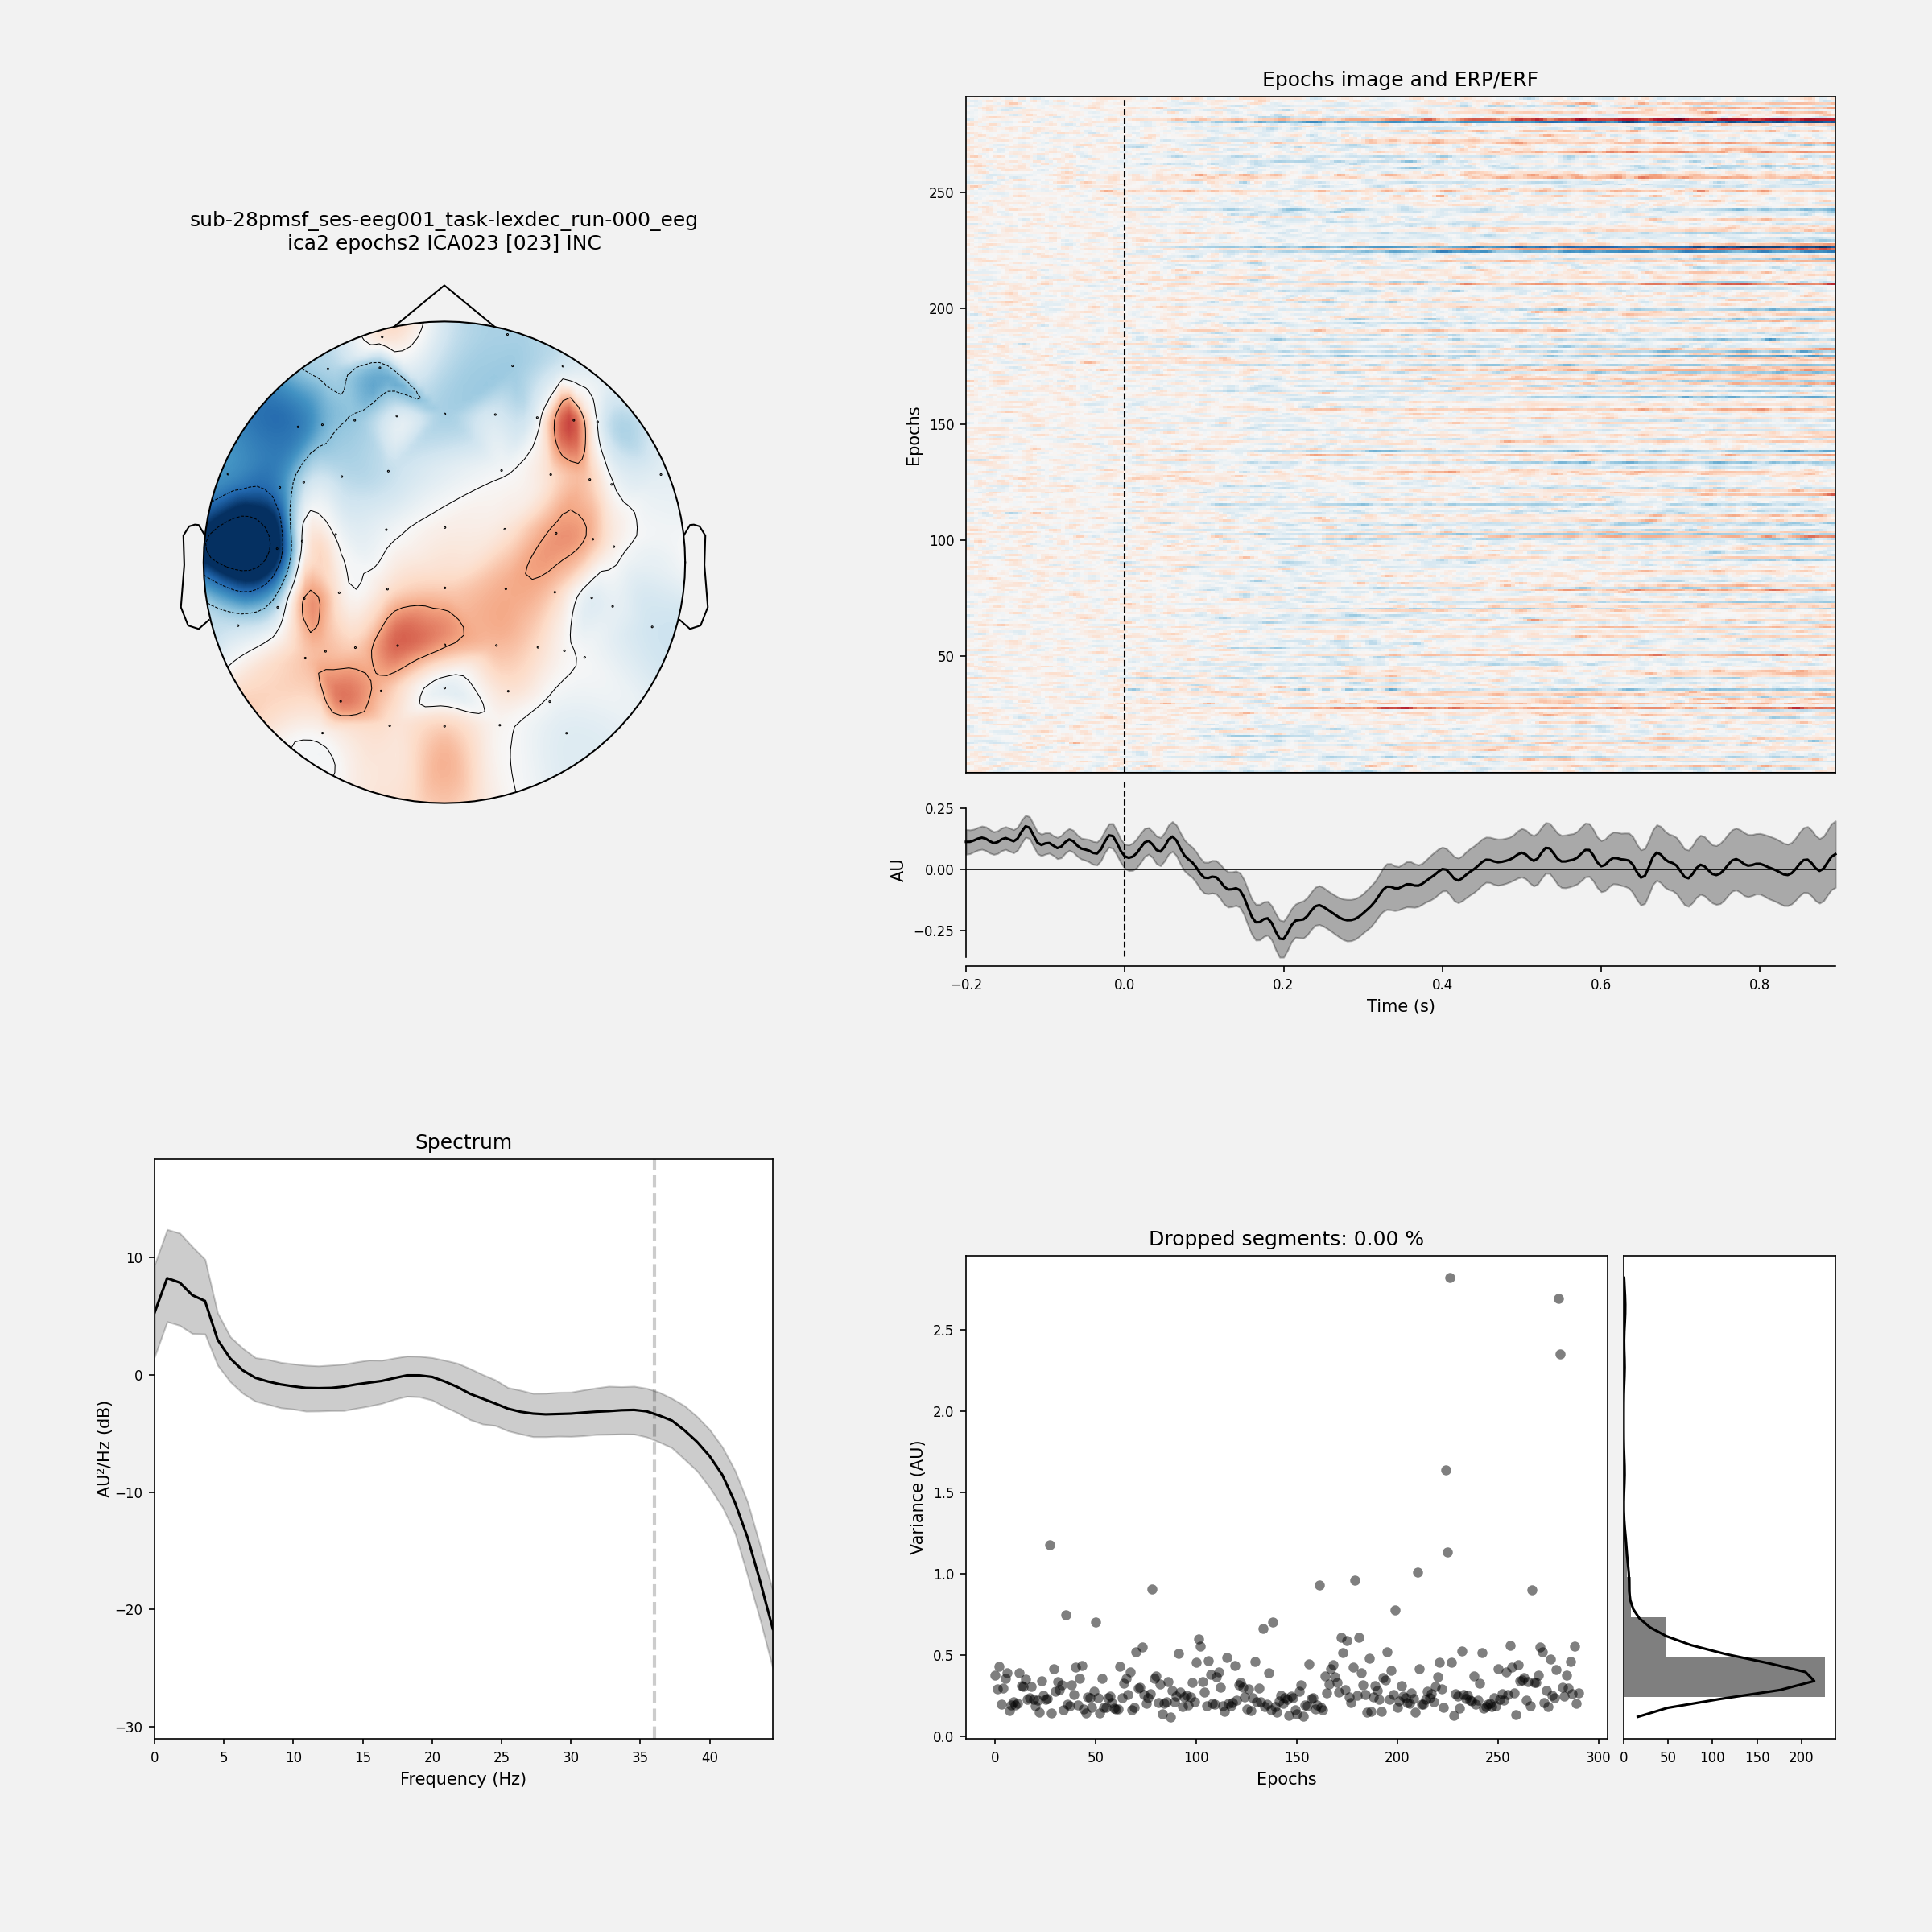 sub-28pmsf_ses-eeg001_task-lexdec_run-000_eeg
ica2 epochs2 ICA023 [023] INC
Epochs image and ERP/ERF
250
200
150
100
50
Epochs
0.25
0.00
−0.25
AU
−0.2 0.0 0.2 0.4 0.6 0.8
Time (s)
Spectrum
10
0
−10
−20
−30
AU²/Hz (dB)
0 5 10 15 20 25 30 35 40
Frequency (Hz)
Dropped segments: 0.00 %
2.5
2.0
1.5
1.0
0.5
0.0
Variance (AU)
0 50 100 150 200 250 300
Epochs
0 50 100 150 200